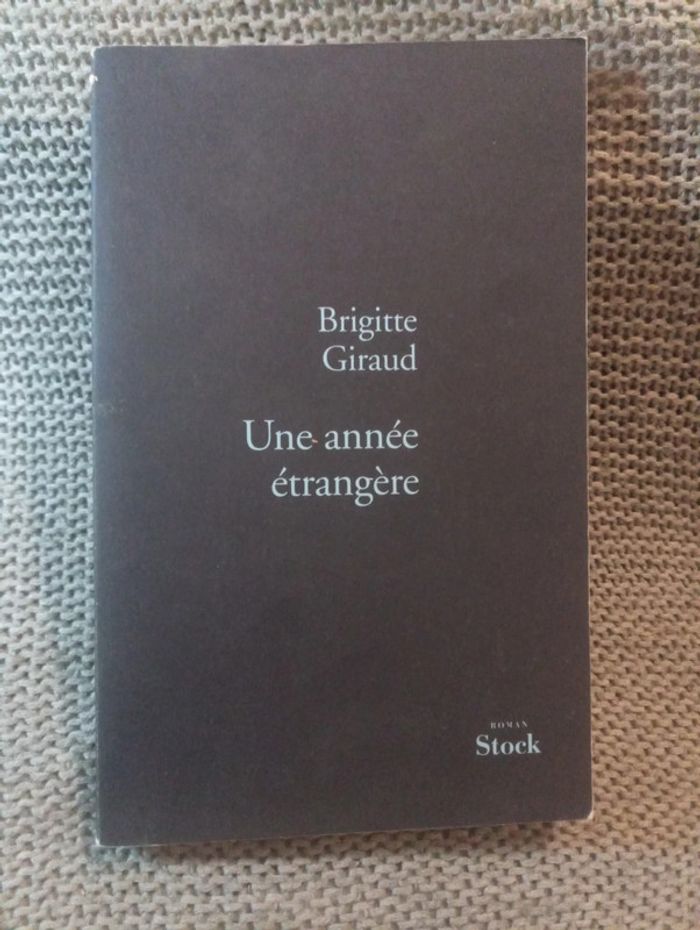 Brigitte
Giraud
Une année
étrangère
ROMAN
Stock